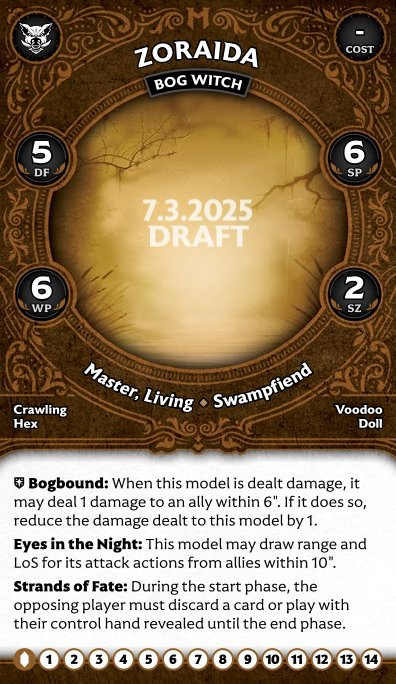 ZORAIDA
BOG WITCH
-
COST
5
DF
6
SP
7.3.2025
DRAFT
6
WP
2
SZ
Master, Living ◆ Swampfiend
Crawling
Hex
Voodoo
Doll
Bogbound: When this model is dealt damage, it
may deal 1 damage to an ally within 6". If it does so,
reduce the damage dealt to this model by 1.
Eyes in the Night: This model may draw range and
LoS for its attack actions from allies within 10".
Strands of Fate: During the start phase, the
opposing player must discard a card or play with
their control hand revealed until the end phase.
1 2 3 4 5 6 7 8 9 10 11 12 13 14